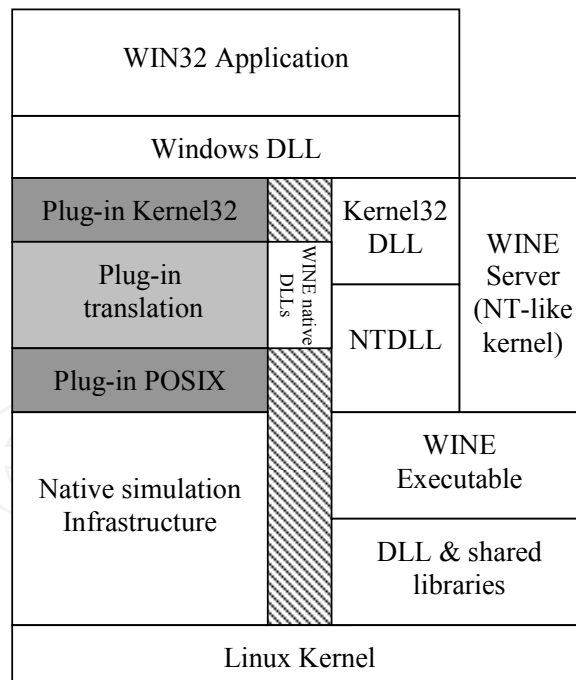 WIN32 Application
Windows DLL
Plug-in Kernel32
Plug-in
translation
Plug-in POSIX
Native simulation
Infrastructure
WINE native
DLLs
Kernel32
DLL
NTDLL
WINE
Server
(NT-like
kernel)
WINE
Executable
DLL & shared
libraries
Linux Kernel